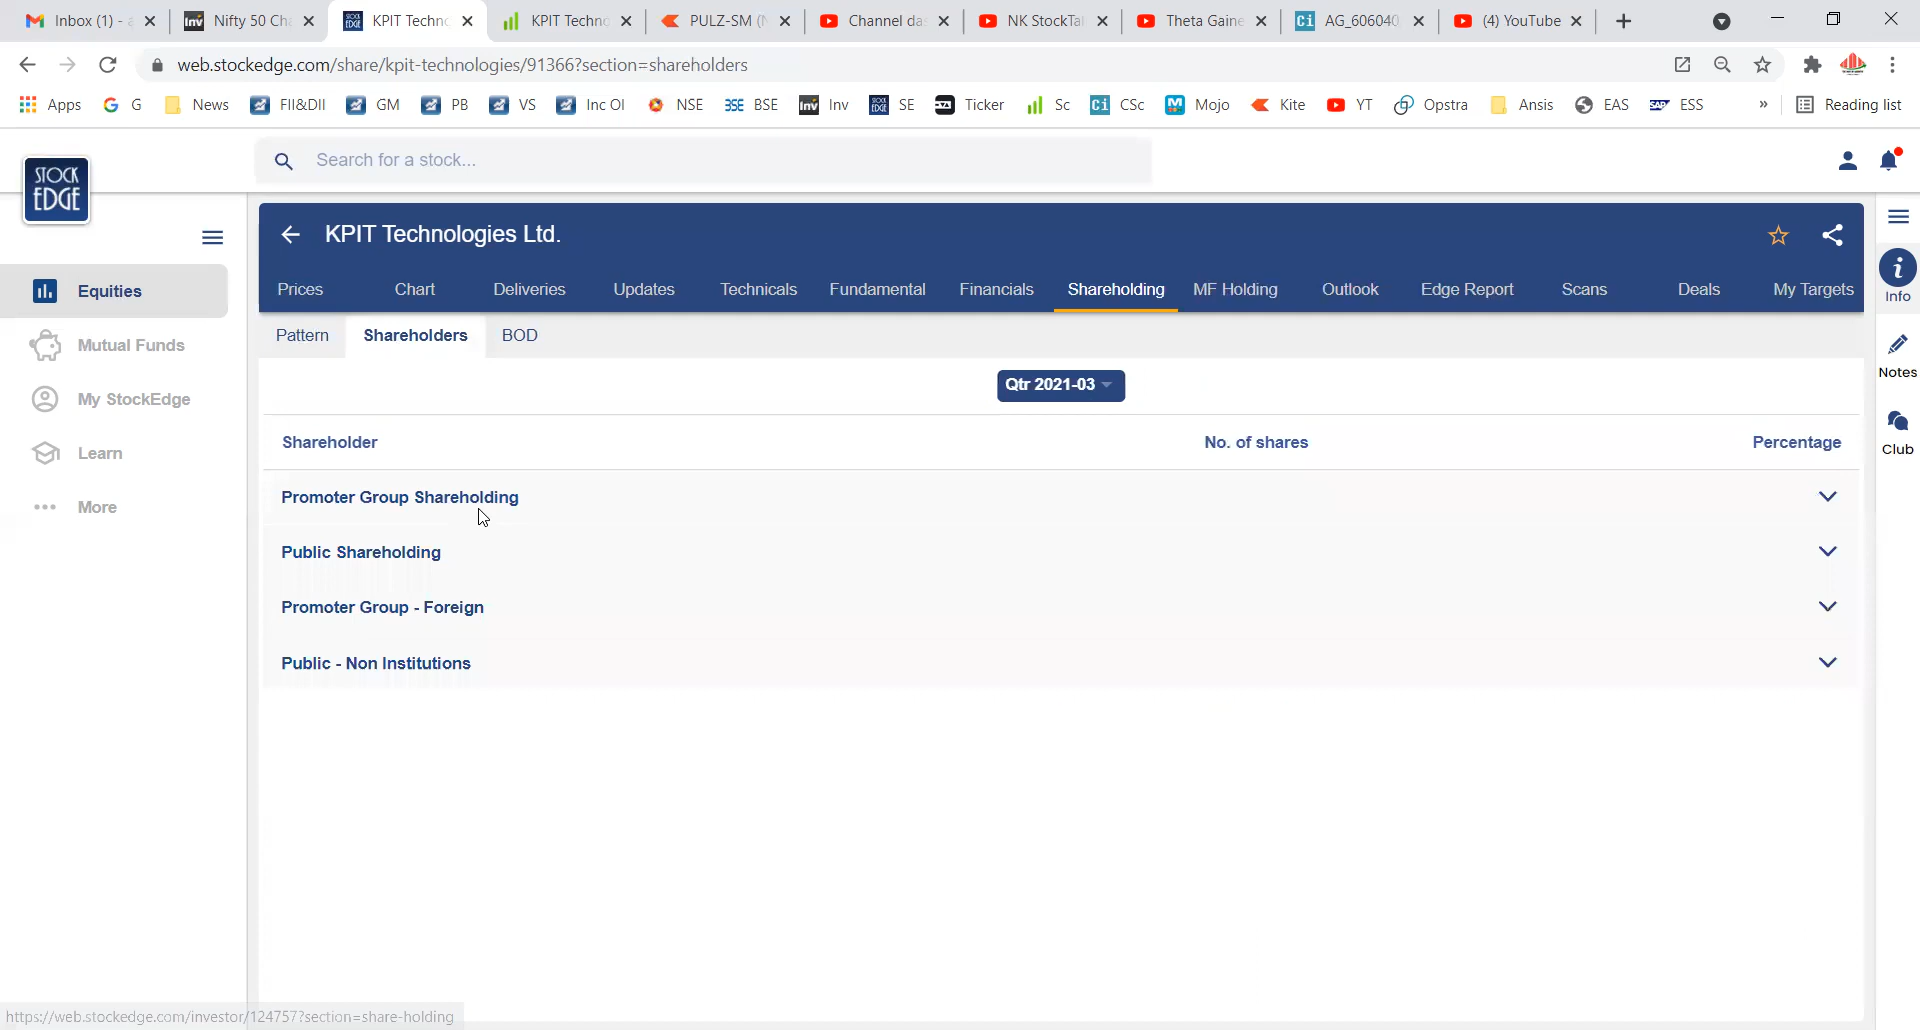 Inbox (1) - a
Nifty 50 Ch
KPIT Techno
KPIT Techno
PULZ-SM (N
Channel da
NK StockTal
Theta Gaine
AG_606040
(4) YouTube
web.stockedge.com/share/kpit-technologies/91366?section=shareholders
Apps G News FII&DII GM PB VS Inc OI NSE BSE Inv SE Ticker Sc CSc Mojo Kite YT Opstra Ansis EAS ESS » Reading list
STOCK
EDGE
Search for a stock...
KPIT Technologies Ltd.
Prices Chart Deliveries Updates Technicals Fundamental Financials Shareholding MF Holding Outlook Edge Report Scans Deals My Targets
Pattern Shareholders BOD
Equities
Mutual Funds
My StockEdge
Learn
More
Info
Notes
Club
Qtr 2021-03
Shareholder No. of shares Percentage
Promoter Group Shareholding
Public Shareholding
Promoter Group - Foreign
Public - Non Institutions
https://web.stockedge.com/investor/124757?section=share-holding